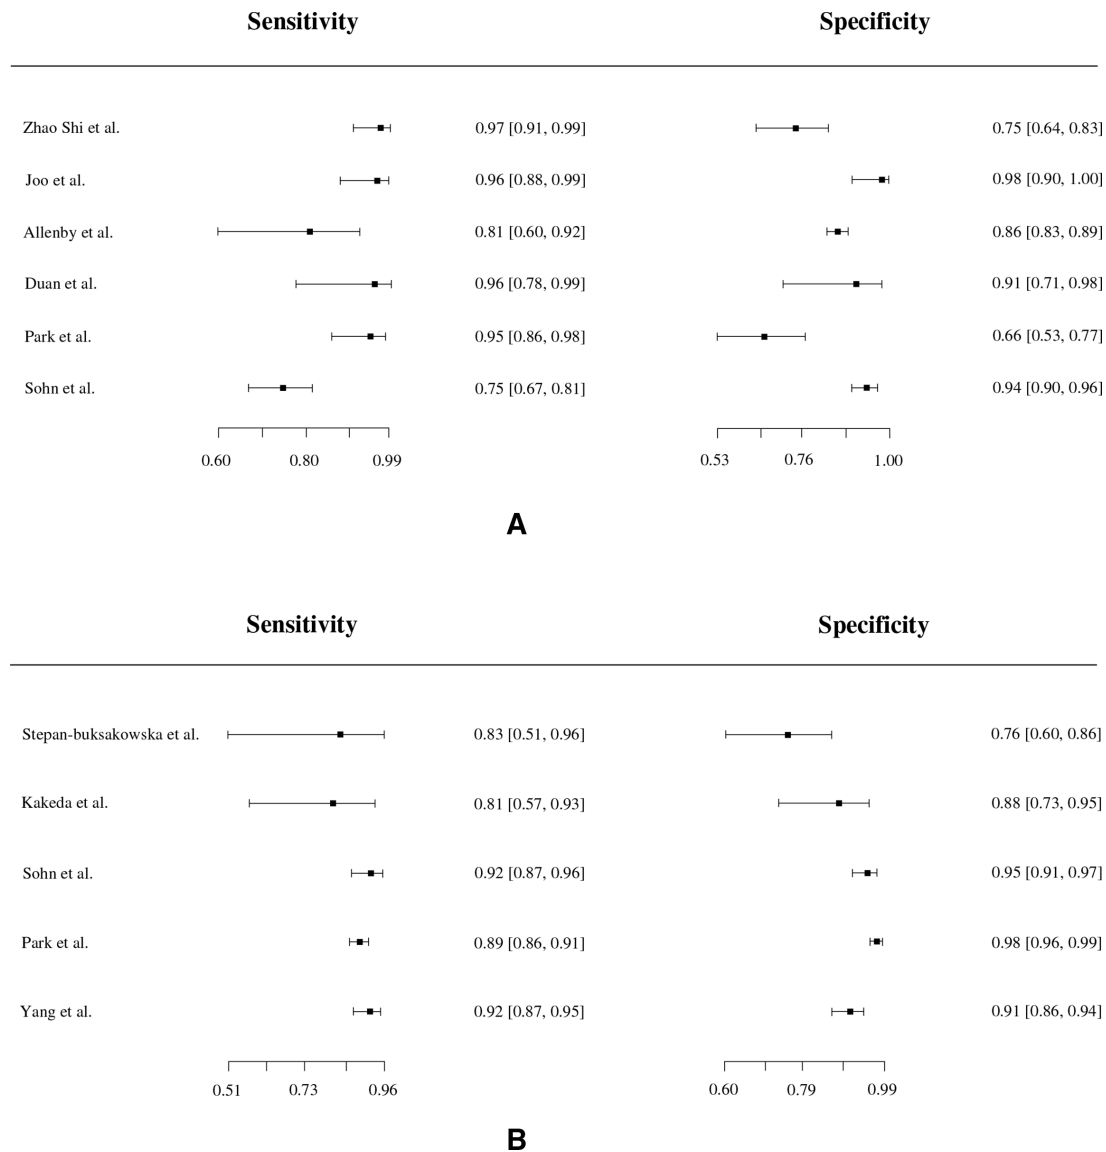 Sensitivity Specificity
Zhao Shi et al. 0.97 [0.91, 0.99] 0.75 [0.64, 0.83]
Joo et al. 0.96 [0.88, 0.99] 0.98 [0.90, 1.00]
Allenby et al. 0.81 [0.60, 0.92] 0.86 [0.83, 0.89]
Duan et al. 0.96 [0.78, 0.99] 0.91 [0.71, 0.98]
Park et al. 0.95 [0.86, 0.98] 0.66 [0.53, 0.77]
Sohn et al. 0.75 [0.67, 0.81] 0.94 [0.90, 0.96]
0.60 0.80 0.99 0.53 0.76 1.00
A
Sensitivity Specificity
Stepan-buksakowska et al. 0.83 [0.51, 0.96] 0.76 [0.60, 0.86]
Kakeda et al. 0.81 [0.57, 0.93] 0.88 [0.73, 0.95]
Sohn et al. 0.92 [0.87, 0.96] 0.95 [0.91, 0.97]
Park et al. 0.89 [0.86, 0.91] 0.98 [0.96, 0.99]
Yang et al. 0.92 [0.87, 0.95] 0.91 [0.86, 0.94]
0.51 0.73 0.96 0.60 0.79 0.99
B